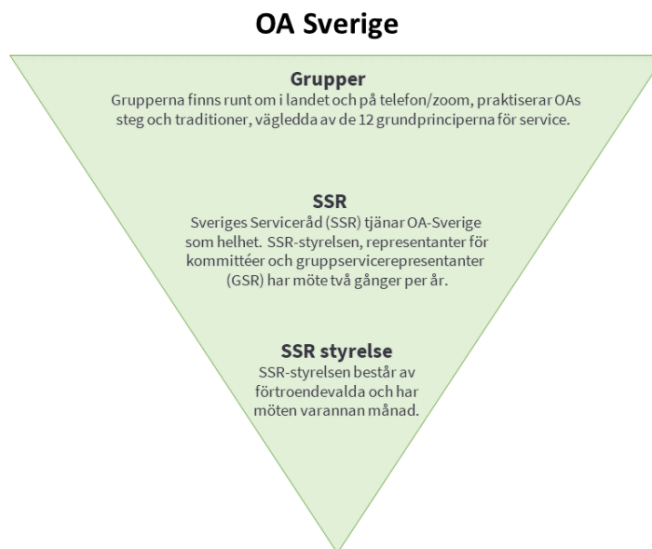 OA Sverige
Grupper
Grupperna finns runt om i landet och på telefon/zoom, praktiserar OAs
steg och traditioner, vägledda av de 12 grundprinciperna för service.
SSR
Sveriges Serviceråd (SSR) tjänar OA-Sverige
som helhet. SSR-styrelsen, representanter för
kommittéer och gruppservicerepresentanter
(GSR) har möte två gånger per år.
SSR styrelse
SSR-styrelsen består av
förtroendevalda och har
möten varannan månad.